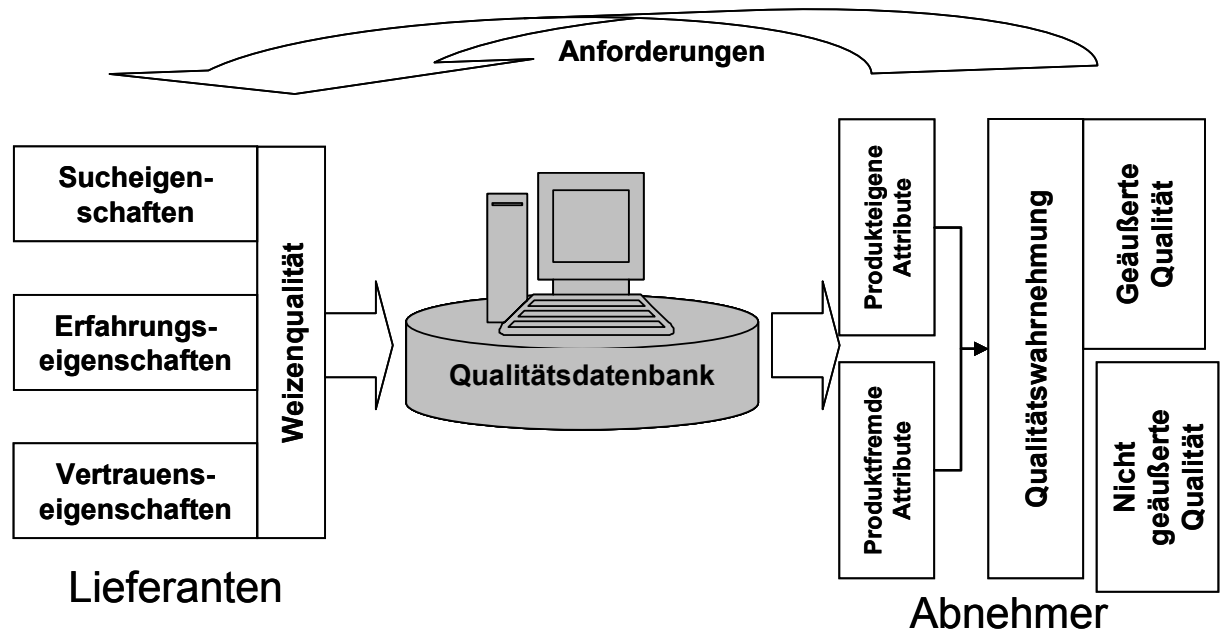 Anforderungen
Sucheigen-
schaften
Erfahrungs-
eigenschaften
Vertrauens-
eigenschaften
Weizenqualität
Lieferanten
Qualitätsdatenbank
Produkteigene
Attribute
Produktfremde
Attribute
Qualitätswahrnehmung
Geäußerte
Qualität
Nicht
geäußerte
Qualität
Abnehmer